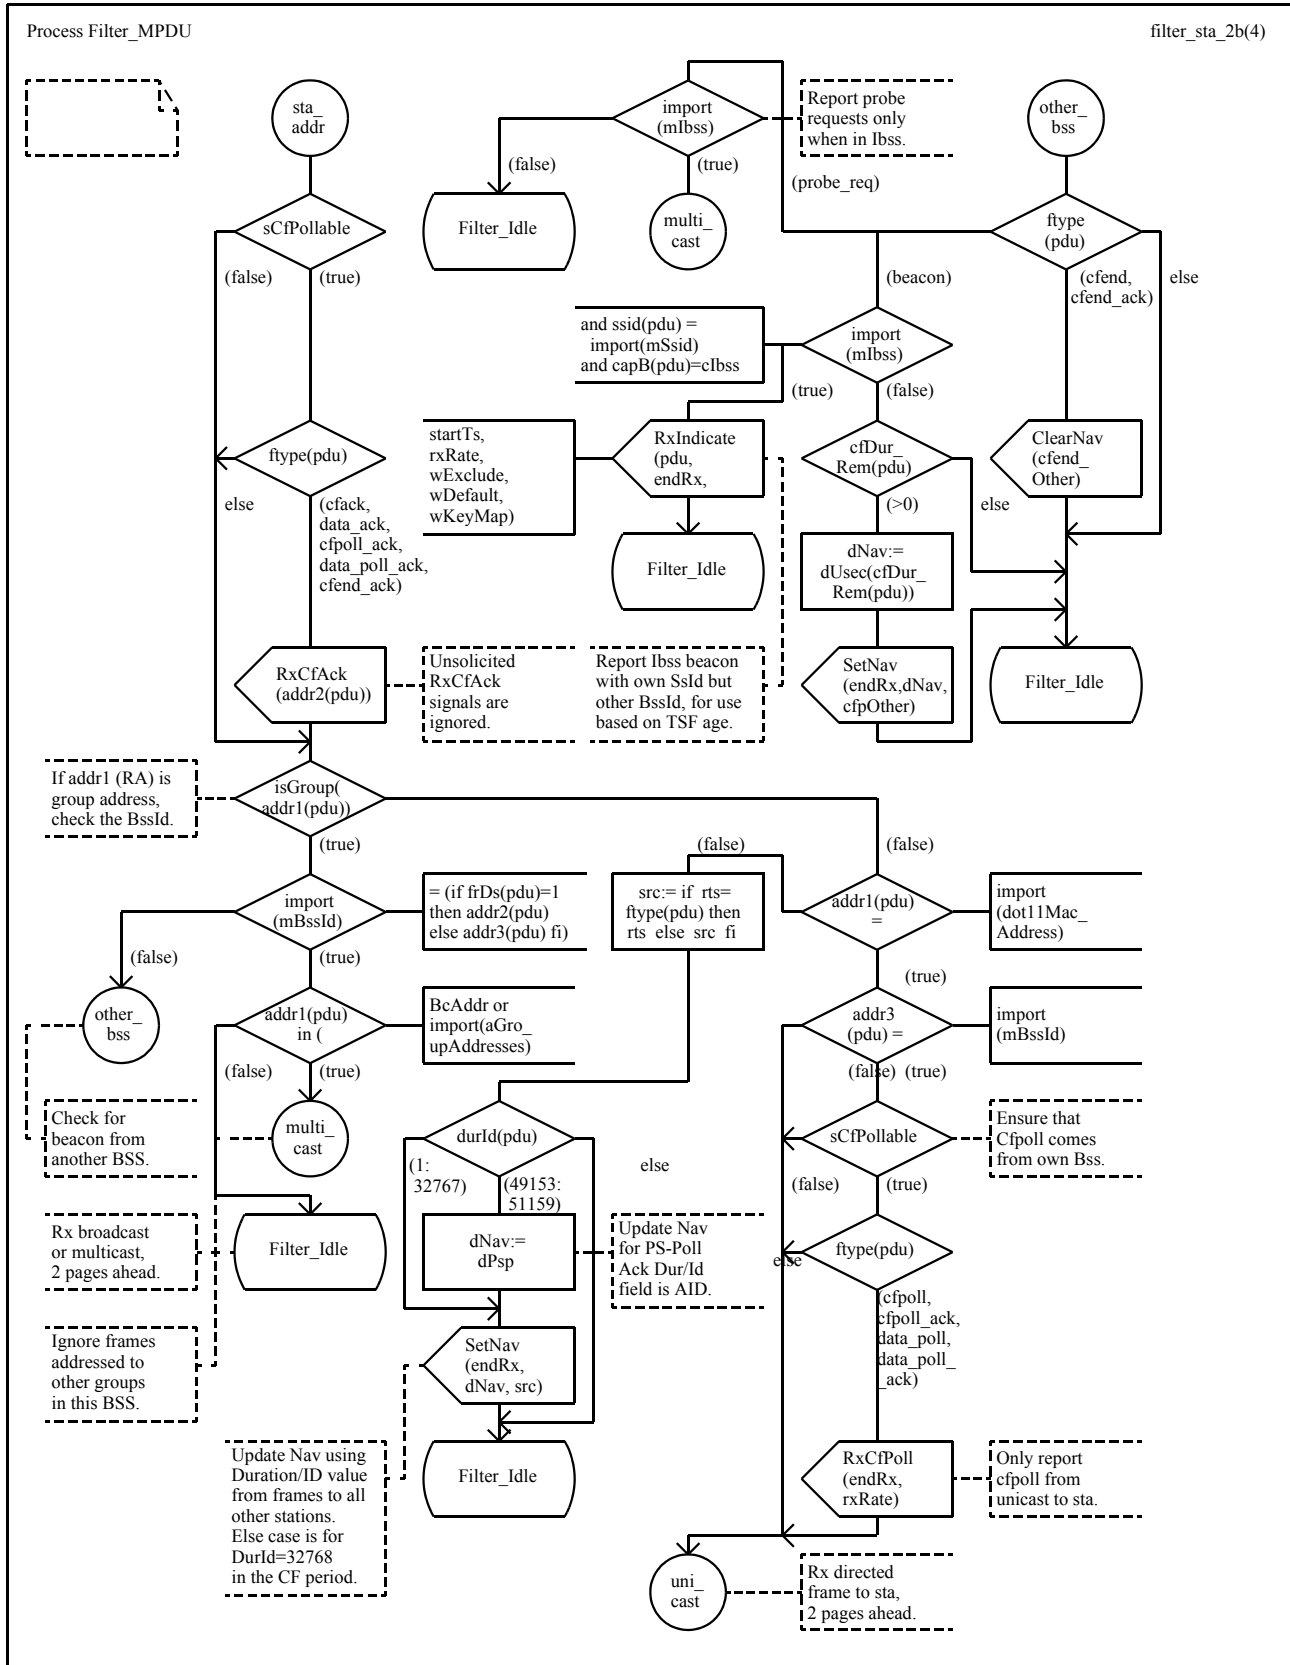 Process Filter_MPDU
filter_sta_2b(4)
sta_
addr
import
(mIbss)
Report probe
requests only
when in Ibss.
other_
bss
(false)
(true)
(probe_req)
sCfPollable
Filter_Idle
multi_
cast
ftype
(pdu)
(false)
(true)
(beacon)
(cfend,
cfend_ack)
else
and ssid(pdu) =
import(mSsid)
and capB(pdu)=cIbss
import
(mIbss)
(true)
(false)
ftype(pdu)
startTs,
rxRate,
wExclude,
wDefault,
wKeyMap)
RxIndicate
(pdu,
endRx,
cfDur_
Rem(pdu)
ClearNav
(cfend_
Other)
else
(cfack,
data_ack,
cfpoll_ack,
data_poll_ack,
cfend_ack)
(>0)
else
Filter_Idle
dNav:=
dUsec(cfDur_
Rem(pdu))
RxCfAck
(addr2(pdu))
Unsolicited
RxCfAck
signals are
ignored.
Report Ibss beacon
with own SsId but
other BssId, for use
based on TSF age.
SetNav
(endRx,dNav,
cfpOther)
Filter_Idle
If addr1 (RA) is
group address,
check the BssId.
isGroup(
addr1(pdu))
(true)
(false)
(false)
import
(mBssId)
= (if frDs(pdu)=1
then addr2(pdu)
else addr3(pdu) fi)
src:= if rts=
ftype(pdu) then
rts else src fi
addr1(pdu)
=
import
(dot11Mac_
Address)
(false)
(true)
(true)
other_
bss
addr1(pdu)
in (
BcAddr or
import(aGro_
upAddresses)
addr3
(pdu) =
import
(mBssId)
(false)
(true)
(false)
(true)
Check for
beacon from
another BSS.
multi_
cast
durId(pdu)
sCfPollable
Ensure that
Cfpoll comes
from own Bss.
(1:
32767)
(49153:
51159)
else
(false)
(true)
Rx broadcast
or multicast,
2 pages ahead.
Filter_Idle
dNav:=
dPsp
Update Nav
for PS-Poll
Ack Dur/Id
field is AID.
else
ftype(pdu)
(cfpoll,
cfpoll_ack,
data_poll,
data_poll_
_ack)
Ignore frames
addressed to
other groups
in this BSS.
SetNav
(endRx,
dNav, src)
Update Nav using
Duration/ID value
from frames to all
other stations.
Else case is for
DurId=32768
in the CF period.
Filter_Idle
RxCfPoll
(endRx,
rxRate)
Only report
cfpoll from
unicast to sta.
uni_
cast
Rx directed
frame to sta,
2 pages ahead.